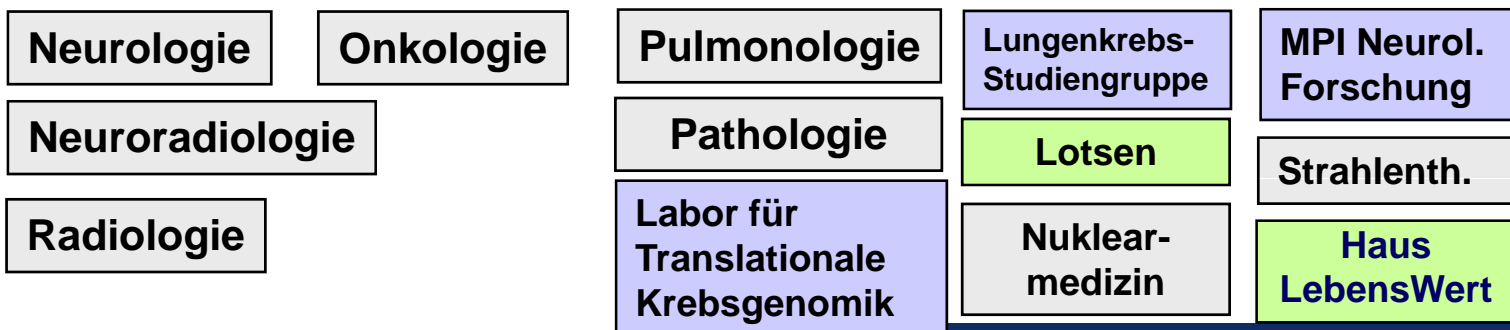 Neurologie
Onkologie
Neuroradiologie
Radiologie
Pulmonologie
Pathologie
Labor für
Translationale
Krebsgenomik
Lungenkrebs-
Studiengruppe
Lotsen
Nuklear-
medizin
MPI Neurol.
Forschung
Strahlenth.
Haus
LebensWert